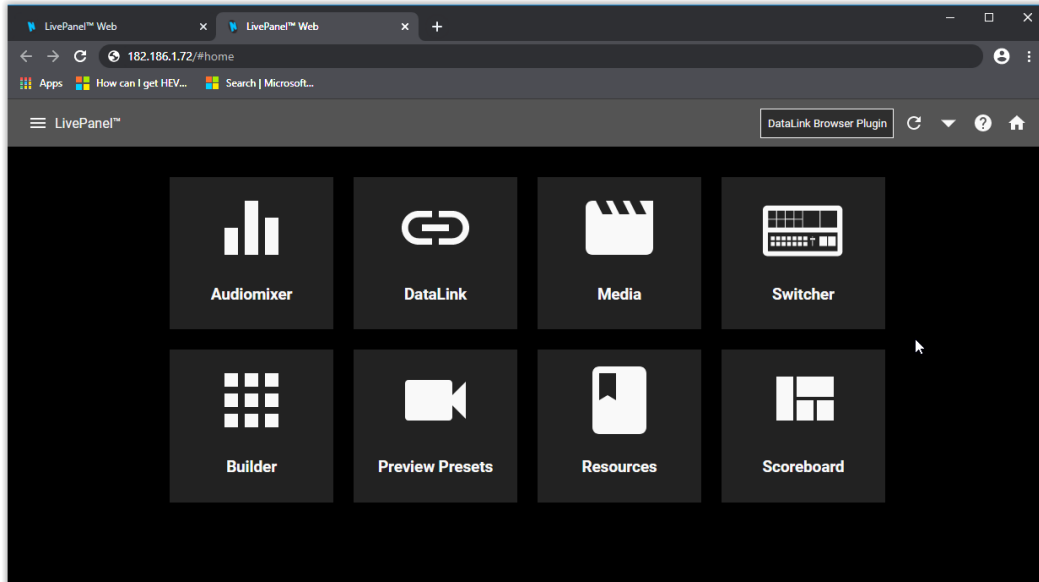 LivePanel™ Web
LivePanel™ Web
182.186.1.72/#home
Apps How can I get HEV... Search | Microsoft...
LivePanel™ DataLink Browser Plugin
Audiomixer DataLink Media Switcher
Builder Preview Presets Resources Scoreboard